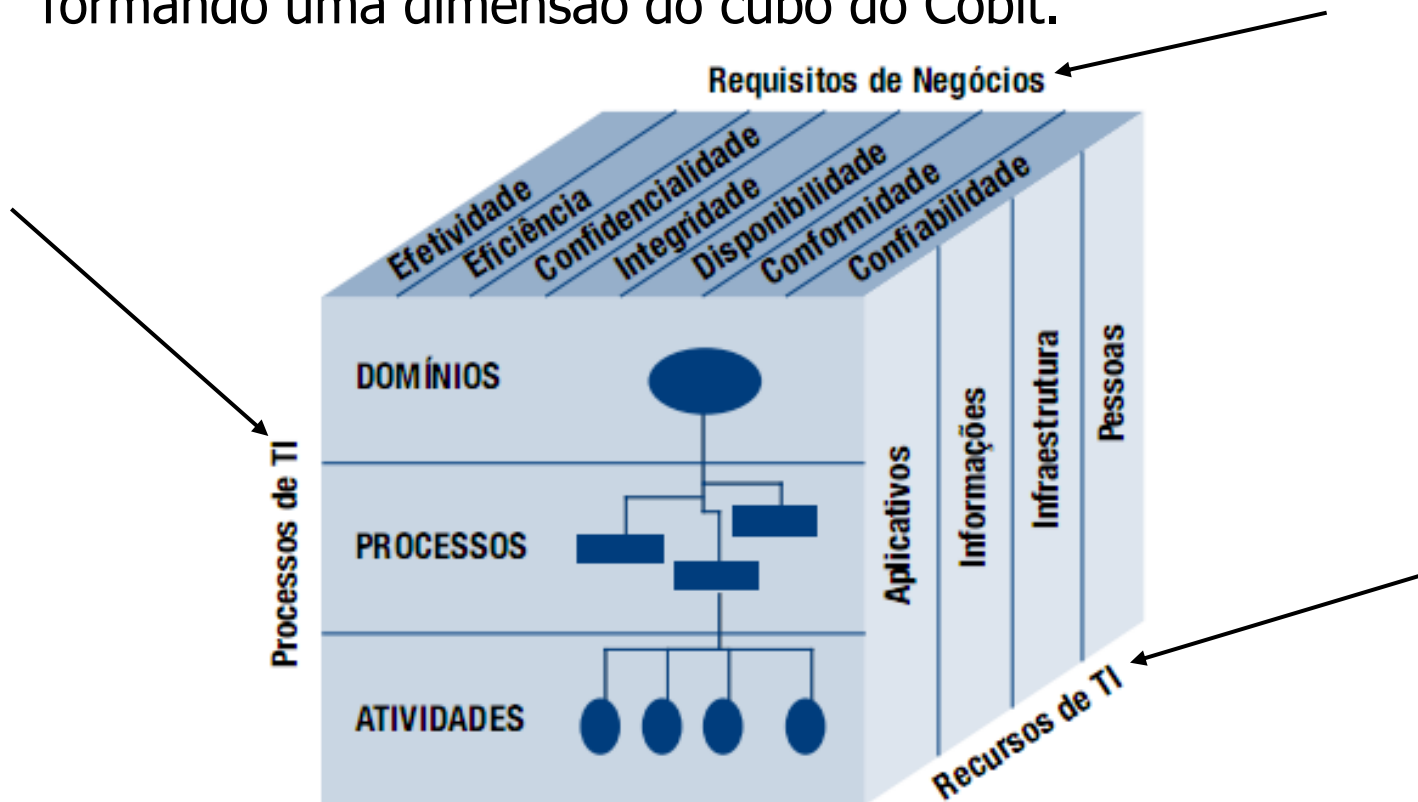 formando uma dimensão do cubo do Cobit.
Requisitos de Negócios
Efetividade
Eficiência
Confidencialidade
Integridade
Disponibilidade
Conformidade
Confiabilidade
Processos de TI
DOMÍNIOS
PROCESSOS
ATIVIDADES
Aplicativos
Informações
Infraestrutura
Pessoas
Recursos de TI